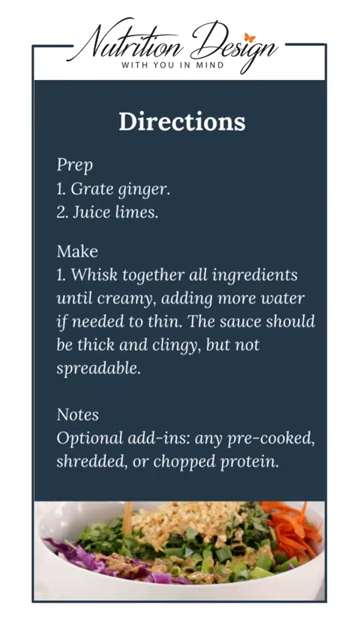 Nutrition Design
WITH YOU IN MIND
Directions
Prep
1. Grate ginger.
2. Juice limes.
Make
1. Whisk together all ingredients
until creamy, adding more water
if needed to thin. The sauce should
be thick and clingy, but not
spreadable.
Notes
Optional add-ins: any pre-cooked,
shredded, or chopped protein.